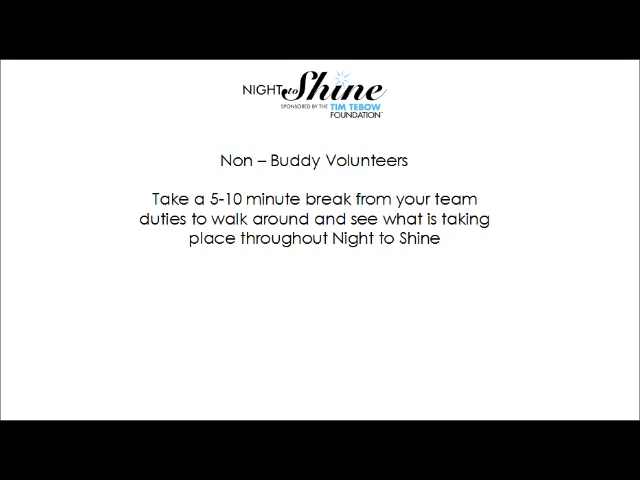 NIGHT to Shine
SPONSORED BY THE TIM TEBOW
FOUNDATION™
Non – Buddy Volunteers
Take a 5-10 minute break from your team
duties to walk around and see what is taking
place throughout Night to Shine